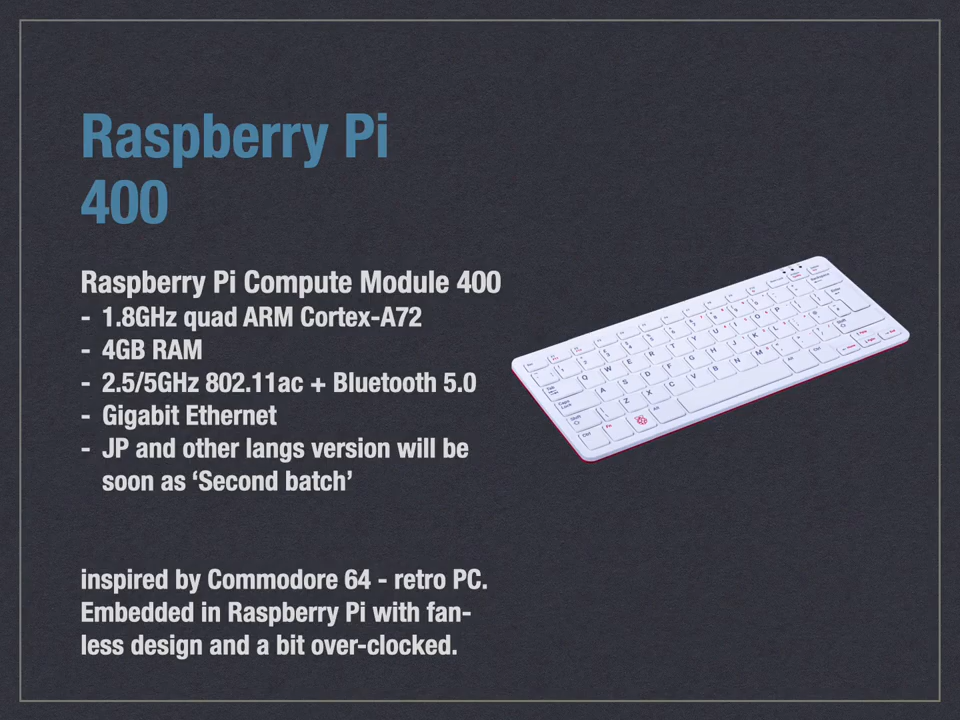 Raspberry Pi
400
Raspberry Pi Compute Module 400
- 1.8GHz quad ARM Cortex-A72
- 4GB RAM
- 2.5/5GHz 802.11ac + Bluetooth 5.0
- Gigabit Ethernet
- JP and other langs version will be
soon as ‘Second batch’
inspired by Commodore 64 - retro PC.
Embedded in Raspberry Pi with fan-
less design and a bit over-clocked.